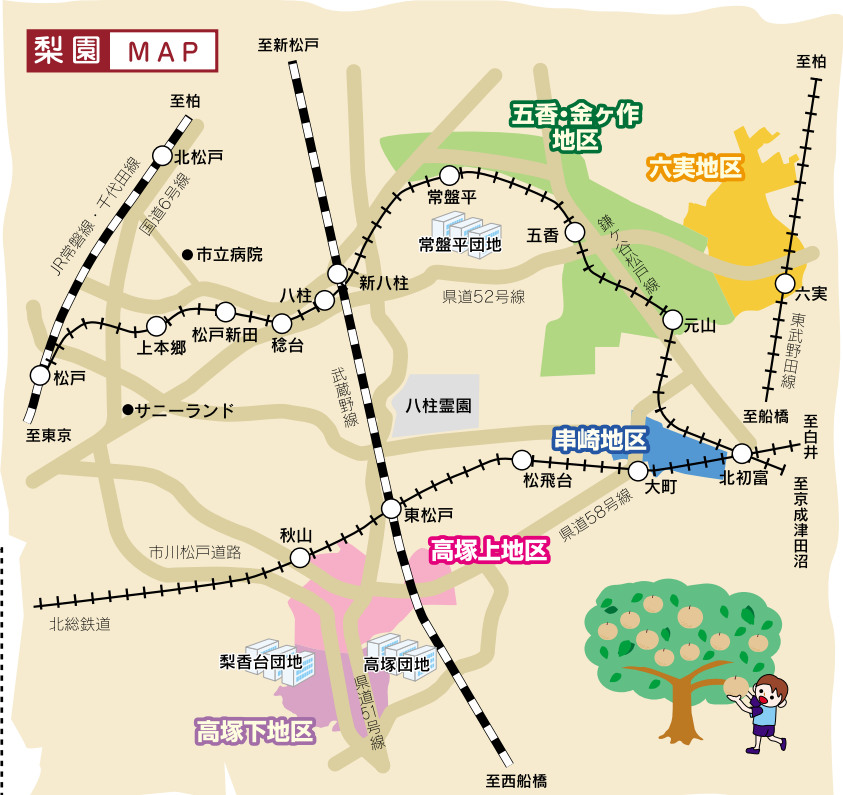 梨園 MAP
至新松戸
至柏
至柏
北松戸
JR常磐線・千代田線
国道6号線
五香・金ヶ作
地区
六実地区
常盤平
常盤平団地
五香
鎌ヶ谷松戸線
市立病院
新八柱
八柱
県道52号線
六実
元山
上本郷
松戸新田
稔台
東武野田線
松戸
武蔵野線
サニーランド
八柱霊園
至船橋
至東京
至白井
串崎地区
松飛台
大町
北初富
至京成津田沼
東松戸
県道58号線
秋山
市川松戸道路
高塚上地区
北総鉄道
梨香台団地
高塚団地
県道51号線
高塚下地区
至西船橋